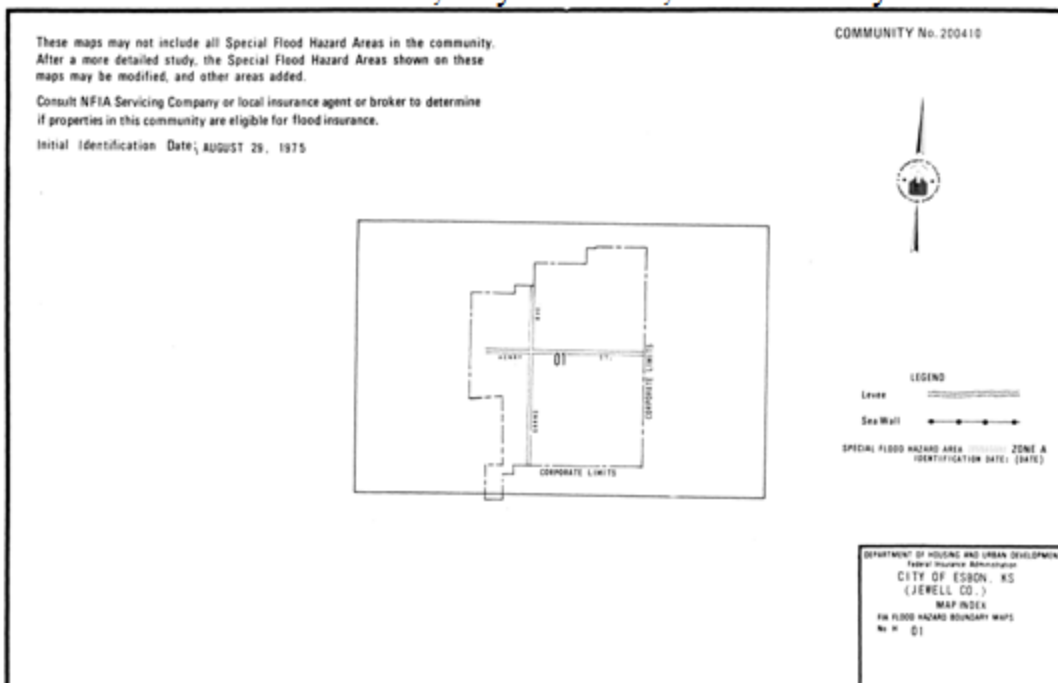 These maps may not include all Special Flood Hazard Areas in the community.
After a more detailed study, the Special Flood Hazard Areas shown on these
maps may be modified, and other areas added.
Consult NFIA Servicing Company or local insurance agent or broker to determine
if properties in this community are eligible for flood insurance.
Initial Identification Date: AUGUST 29, 1975
COMMUNITY No. 200410
AVE
HENRY
01
ST.
GRAND
CORPORATE LIMITS
CORPORATE LIMITS
LEGEND
Levee
Sea Wall
SPECIAL FLOOD HAZARD AREA ZONE A
IDENTIFICATION DATE: (DATE)
DEPARTMENT OF HOUSING AND URBAN DEVELOPMENT
Federal Insurance Administration
CITY OF ESBON, KS
(JEWELL CO.)
MAP INDEX
FIA FLOOD HAZARD BOUNDARY MAPS
No H 01